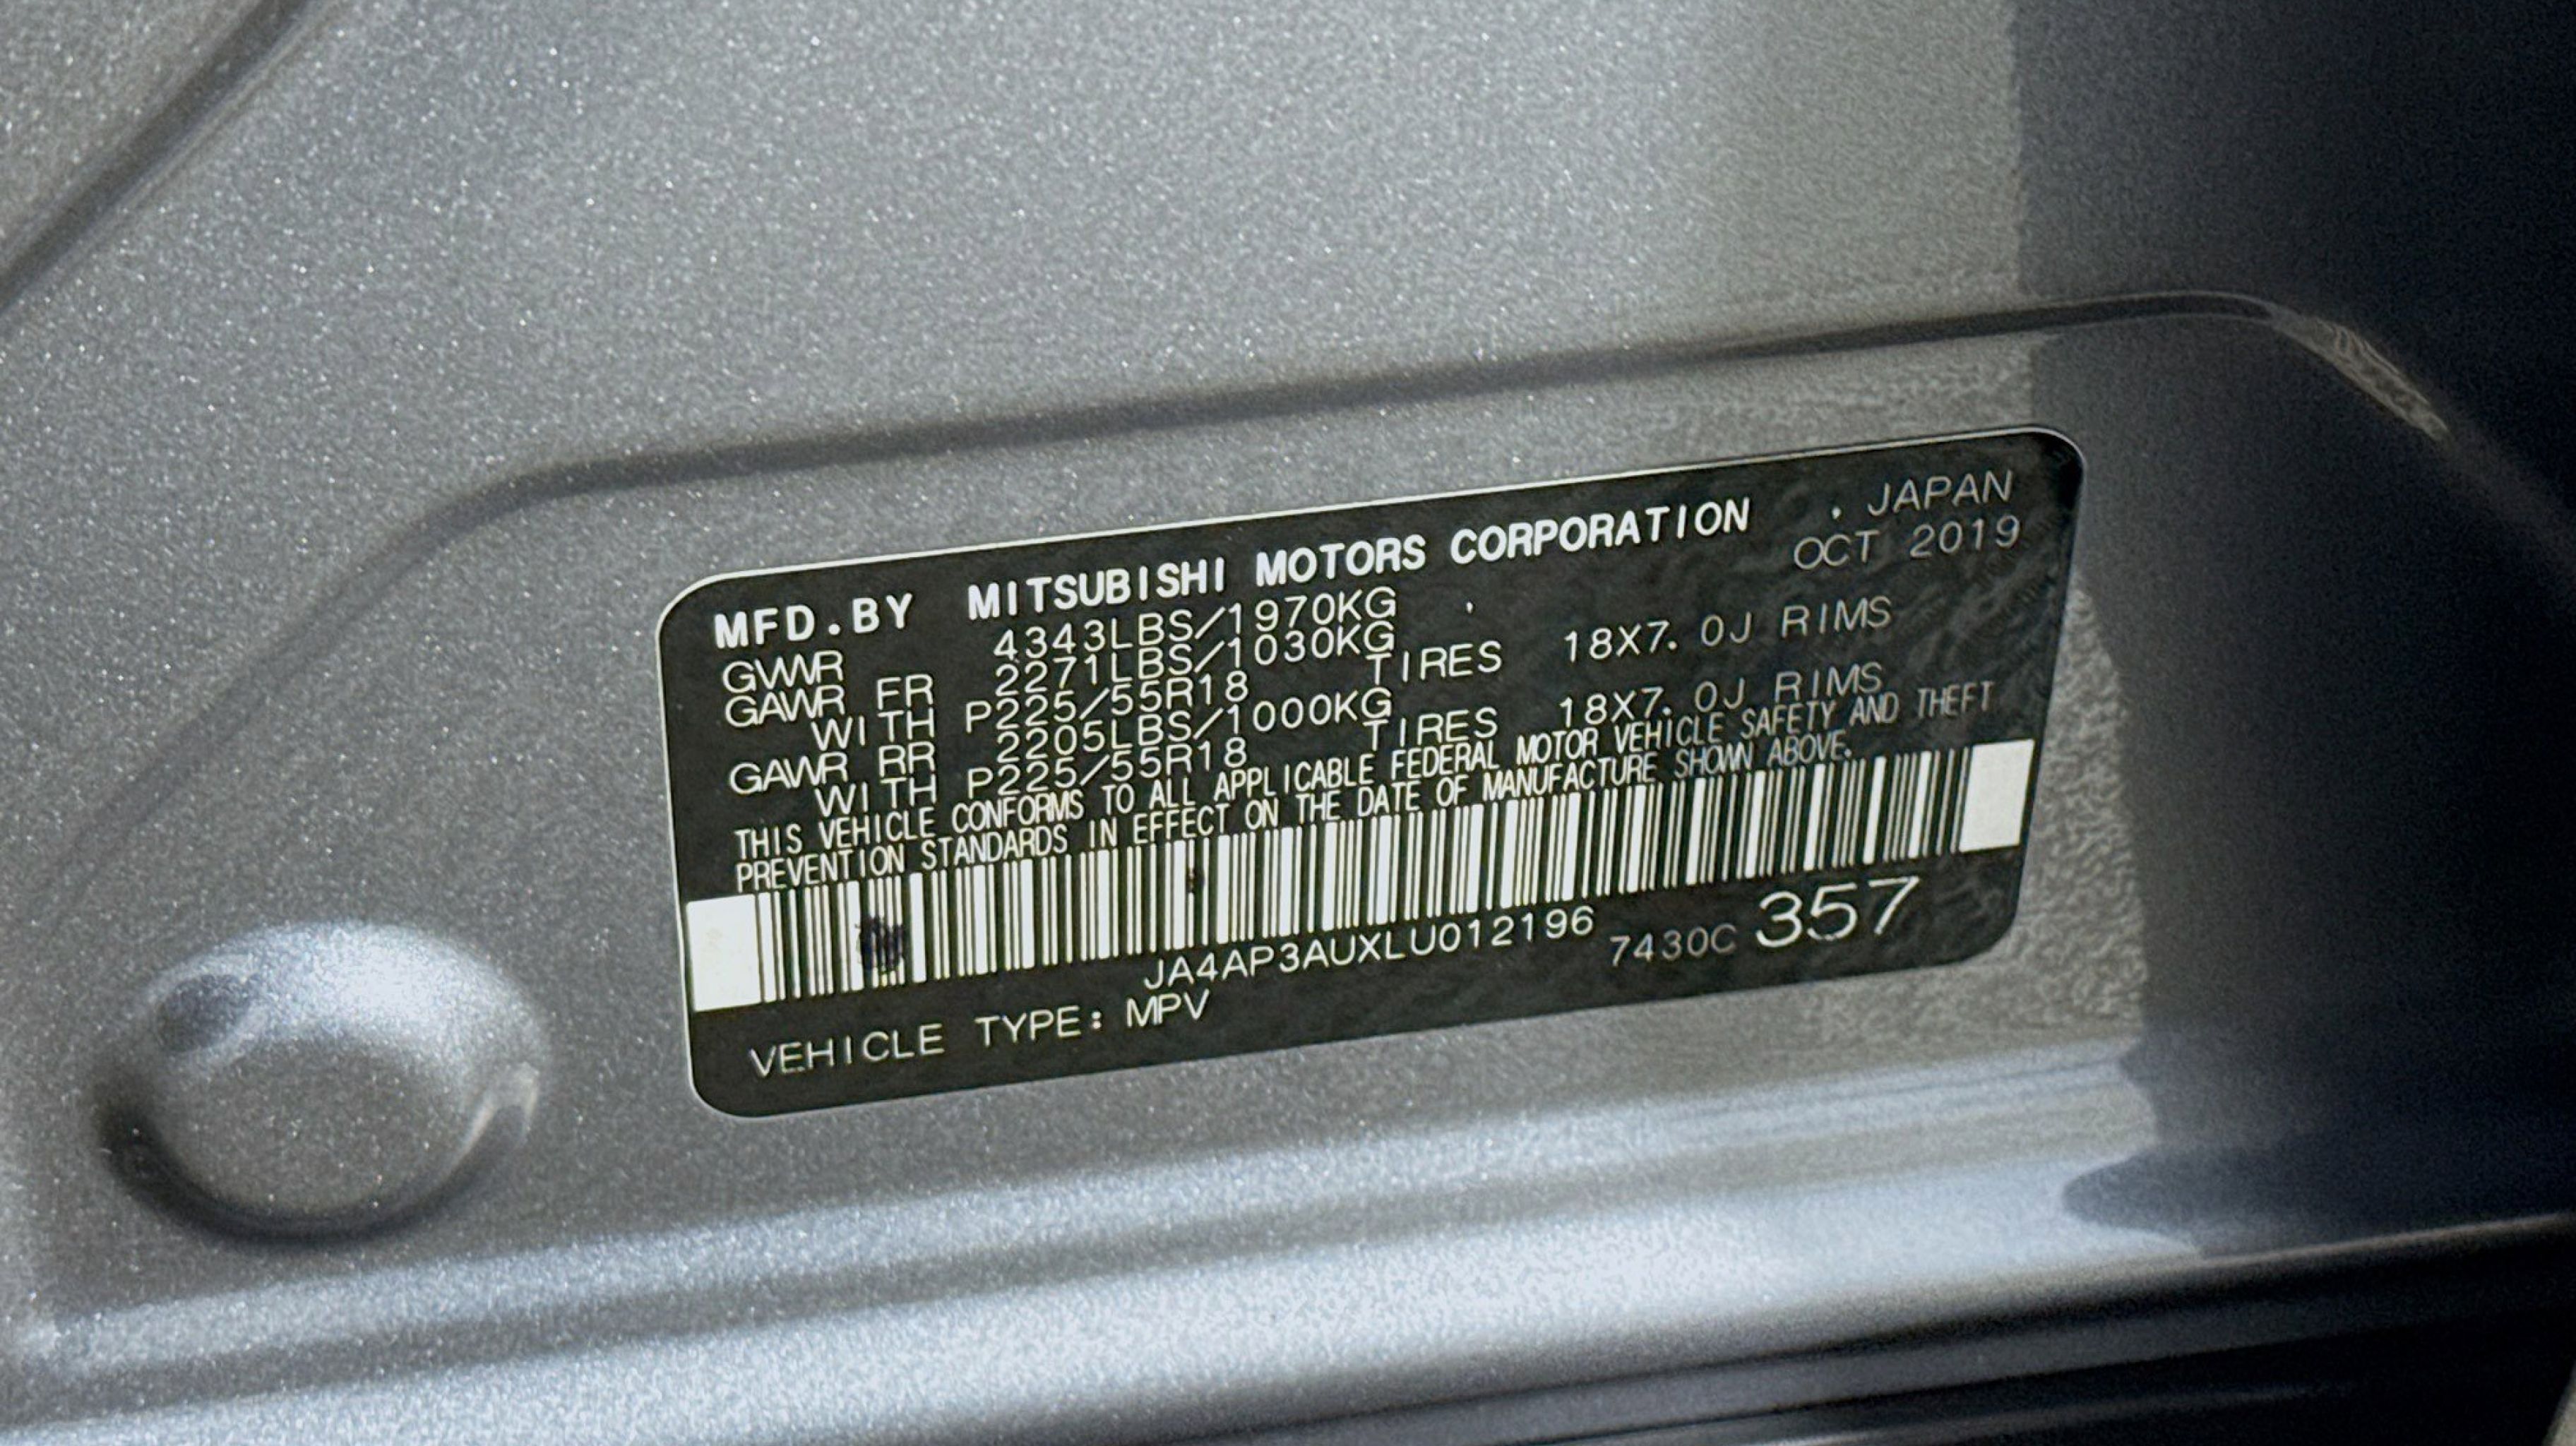 MFD.BY MITSUBISHI MOTORS CORPORATION . JAPAN
OCT 2019
GVWR 4343LBS/1970KG
GAWR FR 2271LBS/1030KG
WITH P225/55R18 TIRES 18X7.0J RIMS
GAWR RR 2205LBS/1000KG
WITH P225/55R18 TIRES 18X7.0J RIMS
THIS VEHICLE CONFORMS TO ALL APPLICABLE FEDERAL MOTOR VEHICLE SAFETY AND THEFT
PREVENTION STANDARDS IN EFFECT ON THE DATE OF MANUFACTURE SHOWN ABOVE.
JA4AP3AUXLU012196 7430C 357
VEHICLE TYPE: MPV